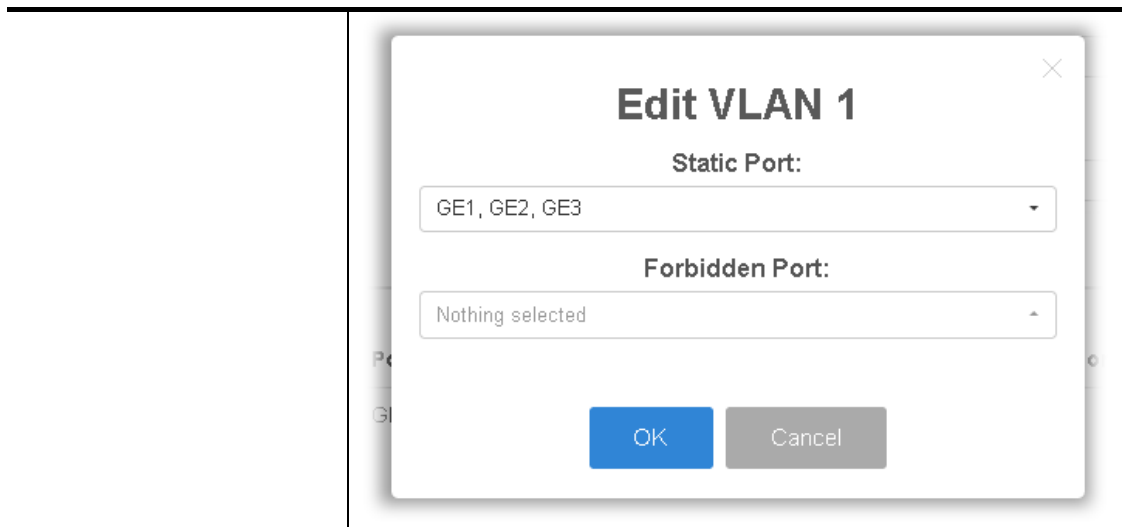 Edit VLAN 1
Static Port:
GE1, GE2, GE3
Forbidden Port:
Nothing selected
OK
Cancel